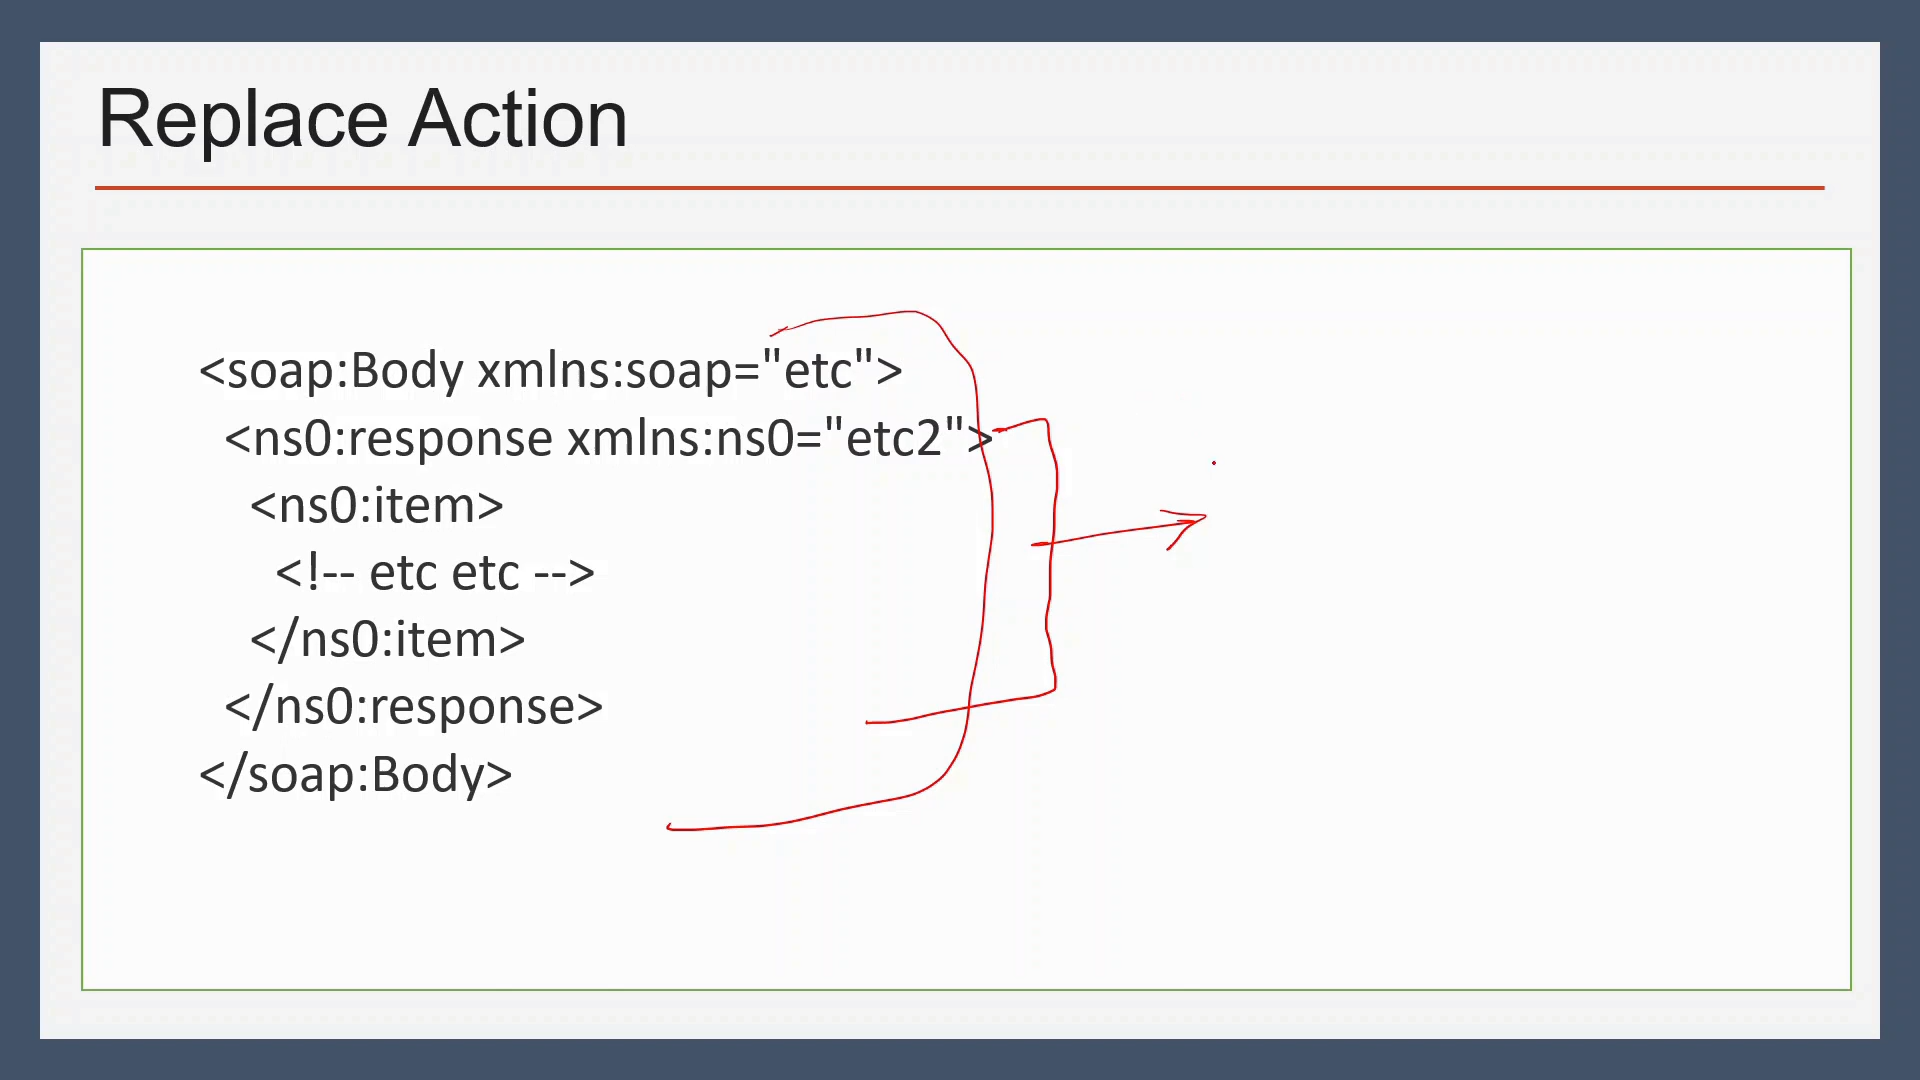 Replace Action
<soap:Body xmlns:soap="etc">
<ns0:response xmlns:ns0="etc2">
<ns0:item>
<!-- etc etc -->
</ns0:item>
</ns0:response>
</soap:Body>